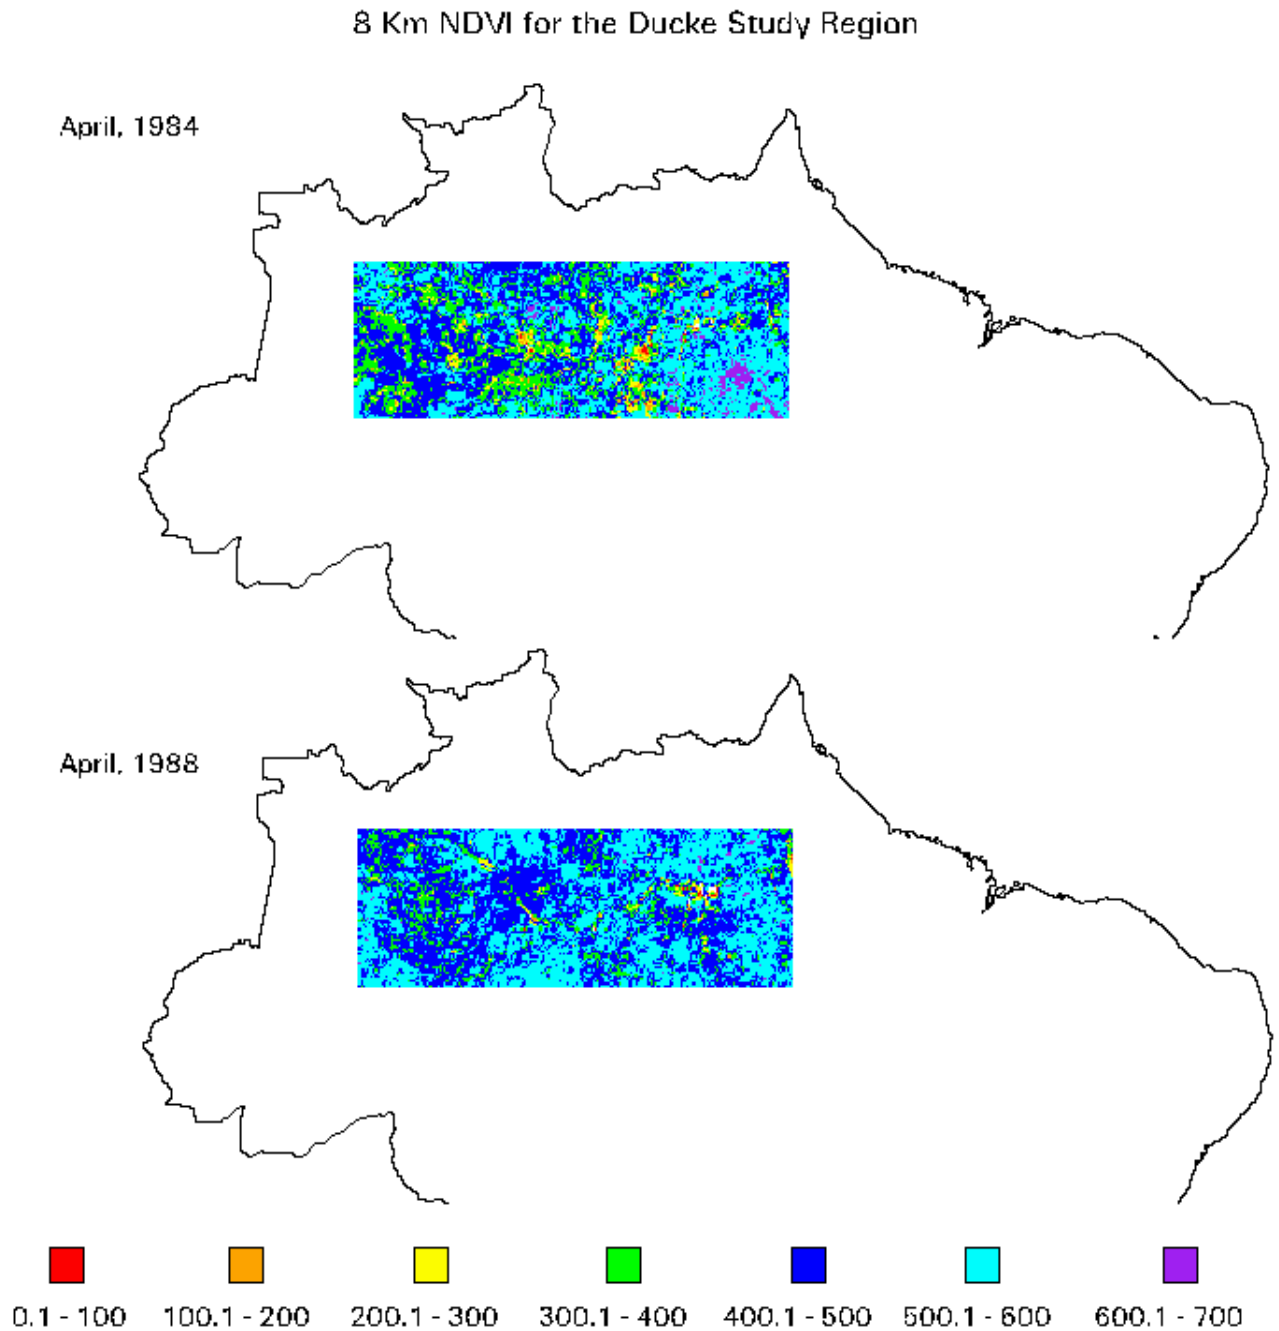 8 Km NDVI for the Ducke Study Region
April, 1984
April, 1988
0.1 - 100 100.1 - 200 200.1 - 300 300.1 - 400 400.1 - 500 500.1 - 600 600.1 - 700